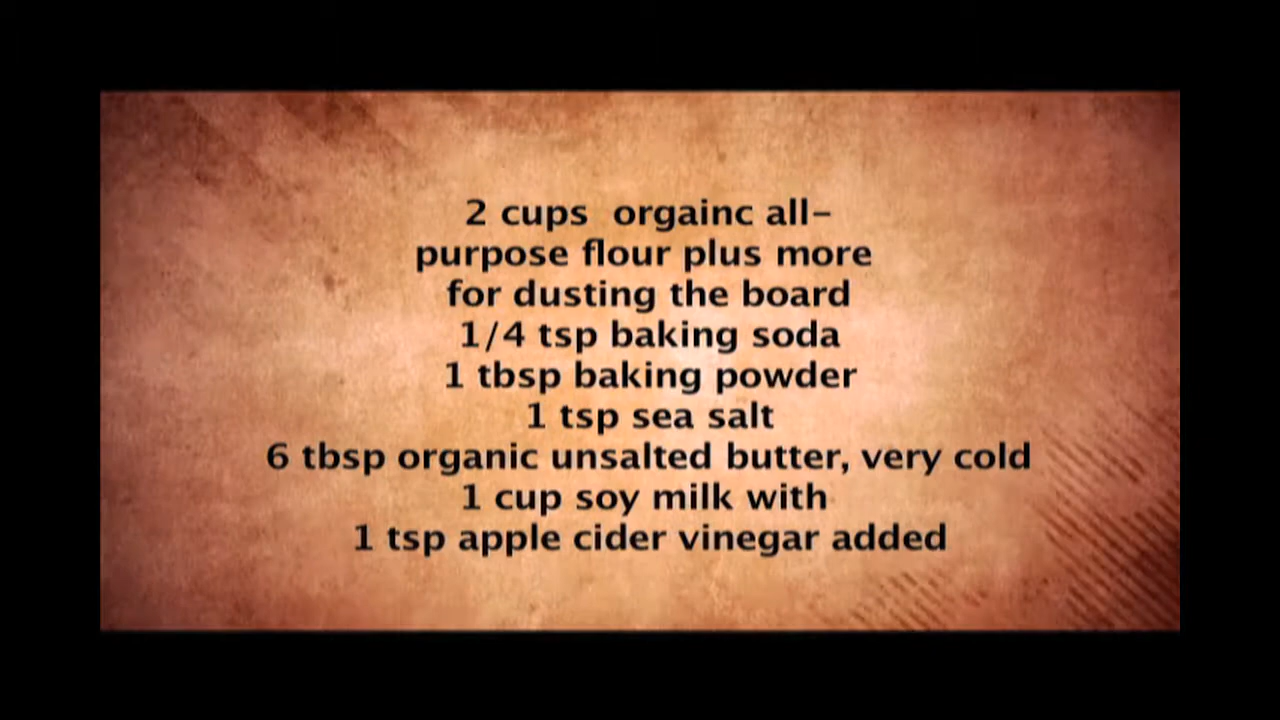 2 cups  orgainc all-
purpose flour plus more
for dusting the board
1/4 tsp baking soda
1 tbsp baking powder
1 tsp sea salt
6 tbsp organic unsalted butter, very cold
1 cup soy milk with
1 tsp apple cider vinegar added